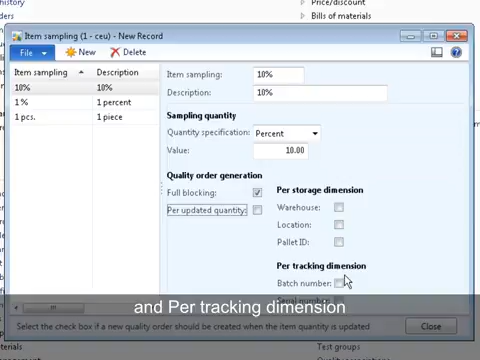 history
orders
Price/discount
Bills of materials
Item sampling (1 - ceu) - New Record
File
New
Delete
Item sampling
Description
10%
10%
1 %
1 percent
1 pcs.
1 piece
Item sampling:
10%
Description:
10%
Sampling quantity
Quantity specification:
Percent
Value:
10.00
Quality order generation
Full blocking:
Per updated quantity:
Per storage dimension
Warehouse:
Location:
Pallet ID:
Per tracking dimension
Batch number:
Serial number:
and Per tracking dimension
Select the check box if a new quality order should be created when the item quantity is updated
Close
Test groups